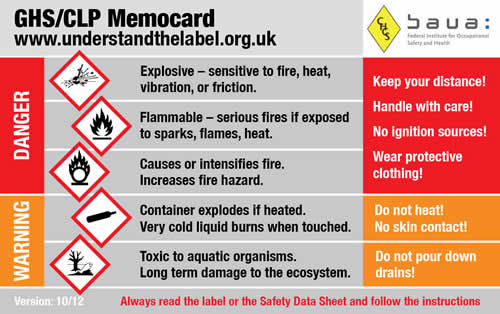 GHS/CLP Memocard
www.understandthelabel.org.uk
GHS
baua:
Federal Institute for Occupational
Safety and Health
DANGER
Explosive – sensitive to fire, heat,
vibration, or friction.
Flammable – serious fires if exposed
to sparks, flames, heat.
Causes or intensifies fire.
Increases fire hazard.
Keep your distance!
Handle with care!
No ignition sources!
Wear protective
clothing!
WARNING
Container explodes if heated.
Very cold liquid burns when touched.
Do not heat!
No skin contact!
Toxic to aquatic organisms.
Long term damage to the ecosystem.
Do not pour down
drains!
Version: 10/12
Always read the label or the Safety Data Sheet and follow the instructions